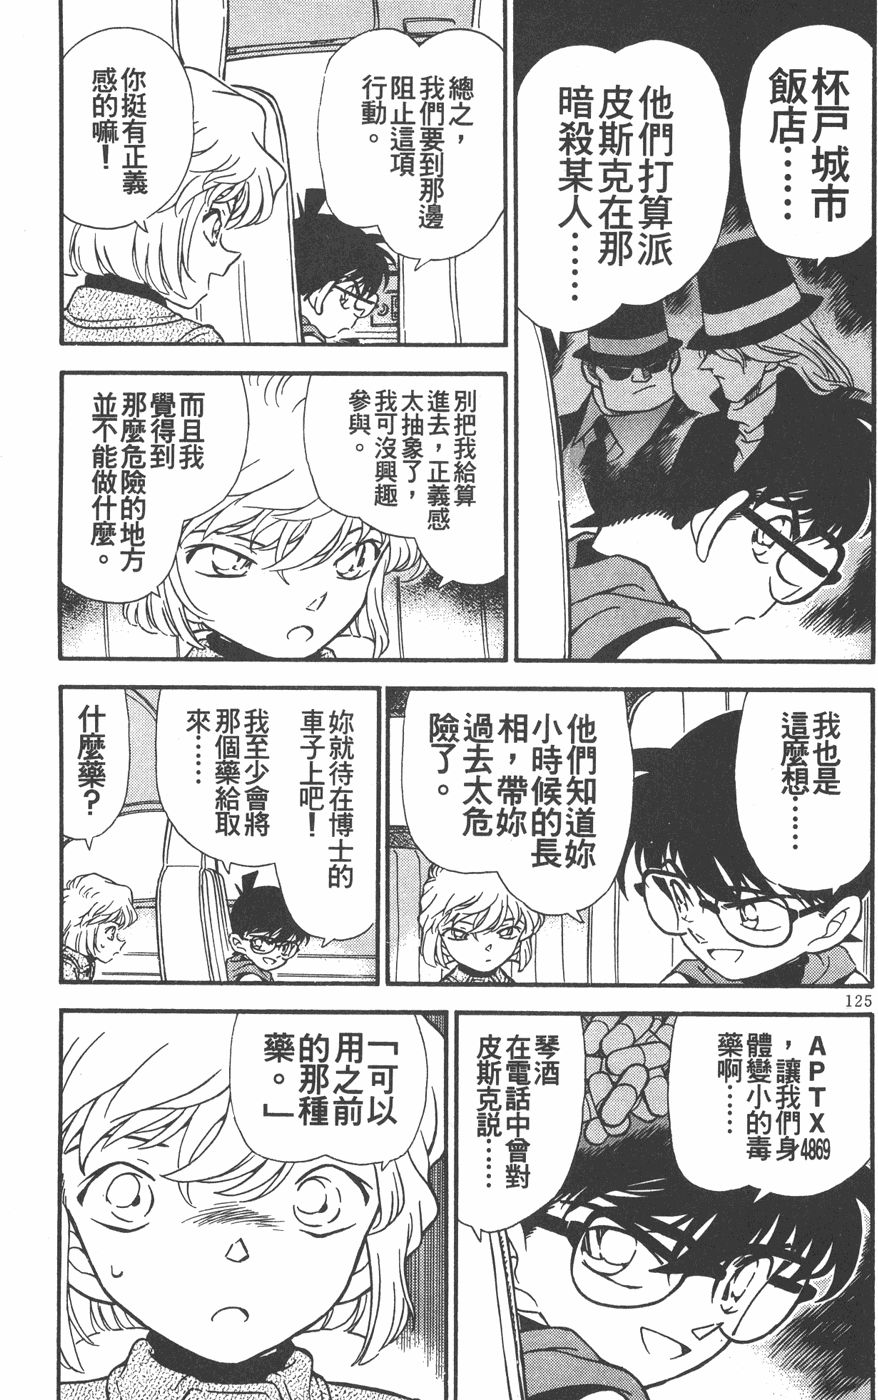 杯戸城市
飯店……
他們打算派
皮斯克在那
暗殺某人……
總之，
我們要到那邊
阻止這項
行動。
你挺有正義
感的嘛！
別把我給算
進去，正義感
太抽象了，
我可沒興趣
參與。
而且我
覺得到
那麼危險的地方
並不能做什麼。
我也是
這麼想……
他們知道妳
小時候的長
相，帶妳
過去太危
險了。
妳就待在博士的
車子上吧！
我至少會將
那個藥給取
來……
什麼藥？
125
APTX4869
，讓我們身
體變小的毒
藥啊……
琴酒
在電話中曾對
皮斯克説……
「可以
用之前
的那種
藥。」